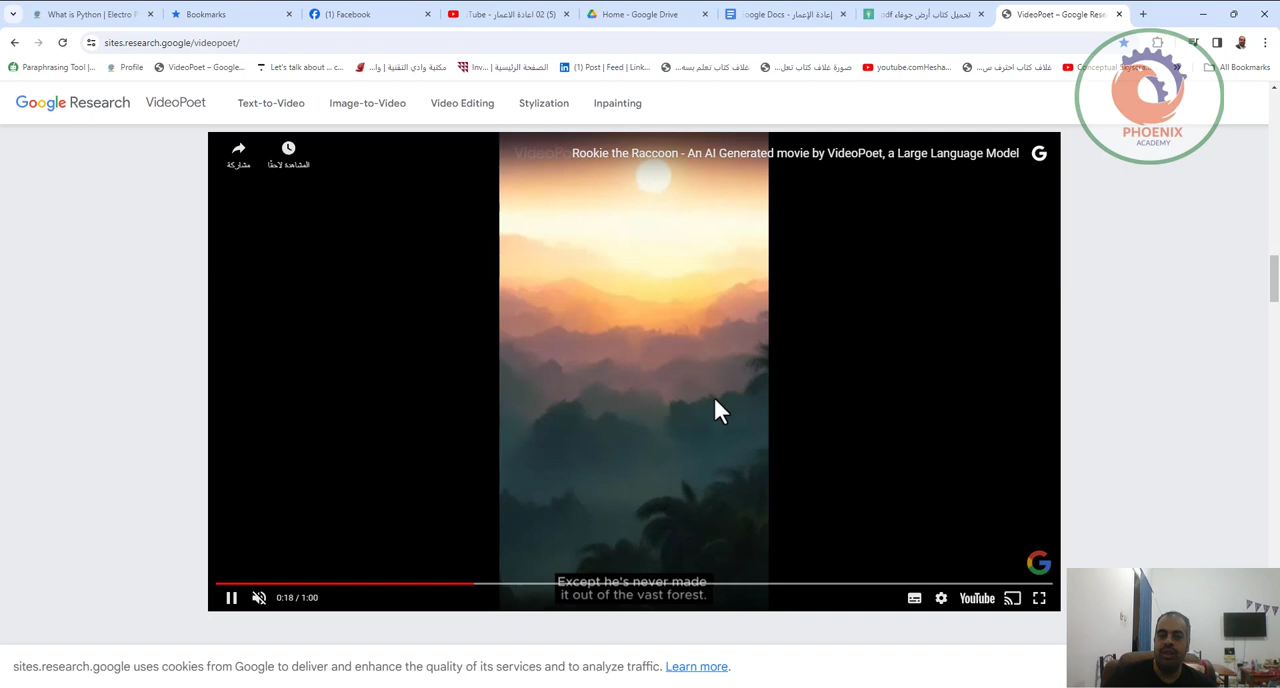 What is Python | Electro P
Bookmarks
(1) Facebook
02 (5) اعادة الاعمار - Tube
Home - Google Drive
إعادة الإعمار - oogle Docs
تحميل كتاب أرض جوفاء pdf
VideoPoet – Google Rese
sites.research.google/videopoet/
Paraphrasing Tool |...
Profile
VideoPoet – Google...
Let's talk about ... c...
مكتبة وادي التقنية | وا...
الصفحة الرئيسية | Inv...
(1) Post | Feed | Link...
غلاف كتاب تعلم بسه...
صورة غلاف كتاب تعل...
youtube.comHesha...
غلاف كتاب احترف س...
Conceptual Skyscra...
All Bookmarks
Google Research
VideoPoet
Text-to-Video
Image-to-Video
Video Editing
Stylization
Inpainting
PHOENIX
ACADEMY
مشاركة
المشاهدة لاحقًا
Rookie the Raccoon - An AI Generated movie by VideoPoet, a Large Language Model
Except he's never made
it out of the vast forest.
0:18 / 1:00
YouTube
sites.research.google uses cookies from Google to deliver and enhance the quality of its services and to analyze traffic. Learn more.